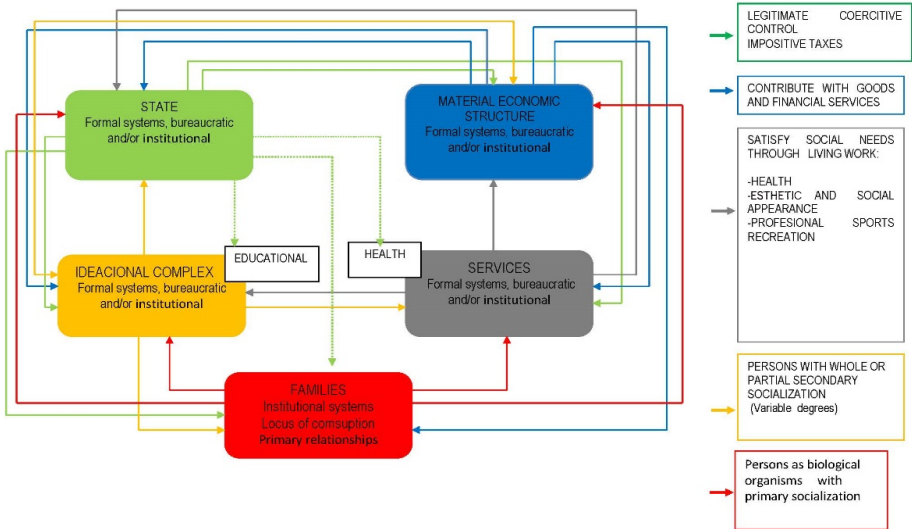 STATE
Formal systems, bureaucratic
and/or institutional
MATERIAL ECONOMIC
STRUCTURE
Formal systems, bureaucratic
and/or institutional
EDUCATIONAL
HEALTH
IDEACIONAL COMPLEX
Formal systems, bureaucratic
and/or institutional
SERVICES
Formal systems, bureaucratic
and/or institutional
FAMILIES
Institutional systems
Locus of comsuption
Primary relationships
LEGITIMATE COERCITIVE
CONTROL
IMPOSITIVE TAXES
CONTRIBUTE WITH GOODS
AND FINANCIAL SERVICES
SATISFY SOCIAL NEEDS
THROUGH LIVING WORK:
-HEALTH
-ESTHETIC AND SOCIAL
APPEARANCE
-PROFESIONAL SPORTS
RECREATION
PERSONS WITH WHOLE OR
PARTIAL SECONDARY
SOCIALIZATION
(Variable degrees)
Persons as biological
organisms with
primary socialization